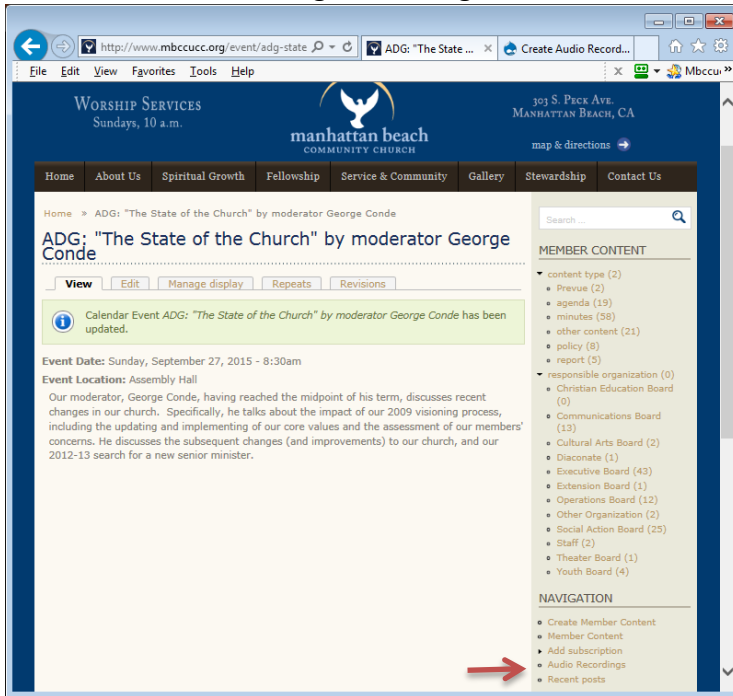 http://www.mbccucc.org/event/adg-state
ADG: "The State ...
Create Audio Record...
File Edit View Favorites Tools Help
Mbccu
Worship Services
Sundays, 10 a.m.
manhattan beach
COMMUNITY CHURCH
303 S. Peck Ave.
Manhattan Beach, CA
map & directions
Home About Us Spiritual Growth Fellowship Service & Community Gallery Stewardship Contact Us
Home » ADG: "The State of the Church" by moderator George Conde
ADG: "The State of the Church" by moderator George
Conde
View Edit Manage display Repeats Revisions
Calendar Event ADG: "The State of the Church" by moderator George Conde has been
updated.
Event Date: Sunday, September 27, 2015 - 8:30am
Event Location: Assembly Hall
Our moderator, George Conde, having reached the midpoint of his term, discusses recent
changes in our church. Specifically, he talks about the impact of our 2009 visioning process,
including the updating and implementing of our core values and the assessment of our members'
concerns. He discusses the subsequent changes (and improvements) to our church, and our
2012-13 search for a new senior minister.
Search ...
MEMBER CONTENT
content type (2)
Prevue (2)
agenda (19)
minutes (58)
other content (21)
policy (8)
report (5)
responsible organization (0)
Christian Education Board
(0)
Communications Board
(13)
Cultural Arts Board (2)
Diaconate (1)
Executive Board (43)
Extension Board (1)
Operations Board (12)
Other Organization (2)
Social Action Board (25)
Staff (2)
Theater Board (1)
Youth Board (4)
NAVIGATION
Create Member Content
Member Content
Add subscription
Audio Recordings
Recent posts